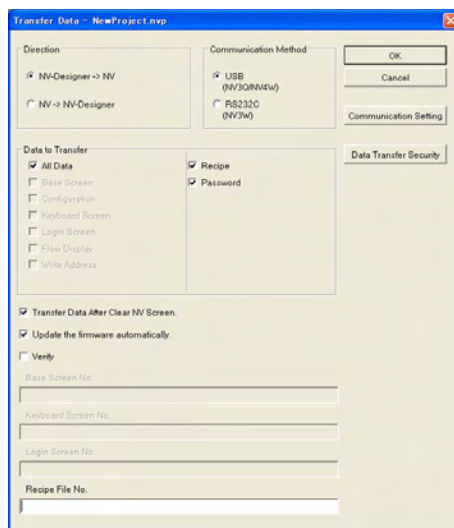 Transfer Data - NewProject.nvp
Direction
NV-Designer -> NV
NV -> NV-Designer
Communication Method
USB
(NV3Q/NV4W)
RS232C
(NV3W)
OK
Cancel
Communication Setting
Data Transfer Security
Data to Transfer
All Data
Base Screen
Configuration
Keyboard Screen
Login Screen
Flow Display
Write Address
Recipe
Password
Transfer Data After Clear NV Screen.
Update the firmware automatically.
Verify
Base Screen No.
Keyboard Screen No.
Login Screen No.
Recipe File No.